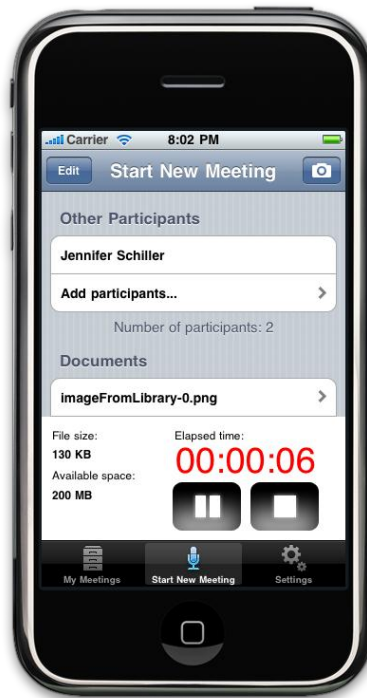 Carrier 8:02 PM
Edit Start New Meeting
Other Participants
Jennifer Schiller
Add participants...
Number of participants: 2
Documents
imageFromLibrary-0.png
File size:
130 KB
Available space:
200 MB
Elapsed time:
00:00:06
My Meetings Start New Meeting Settings